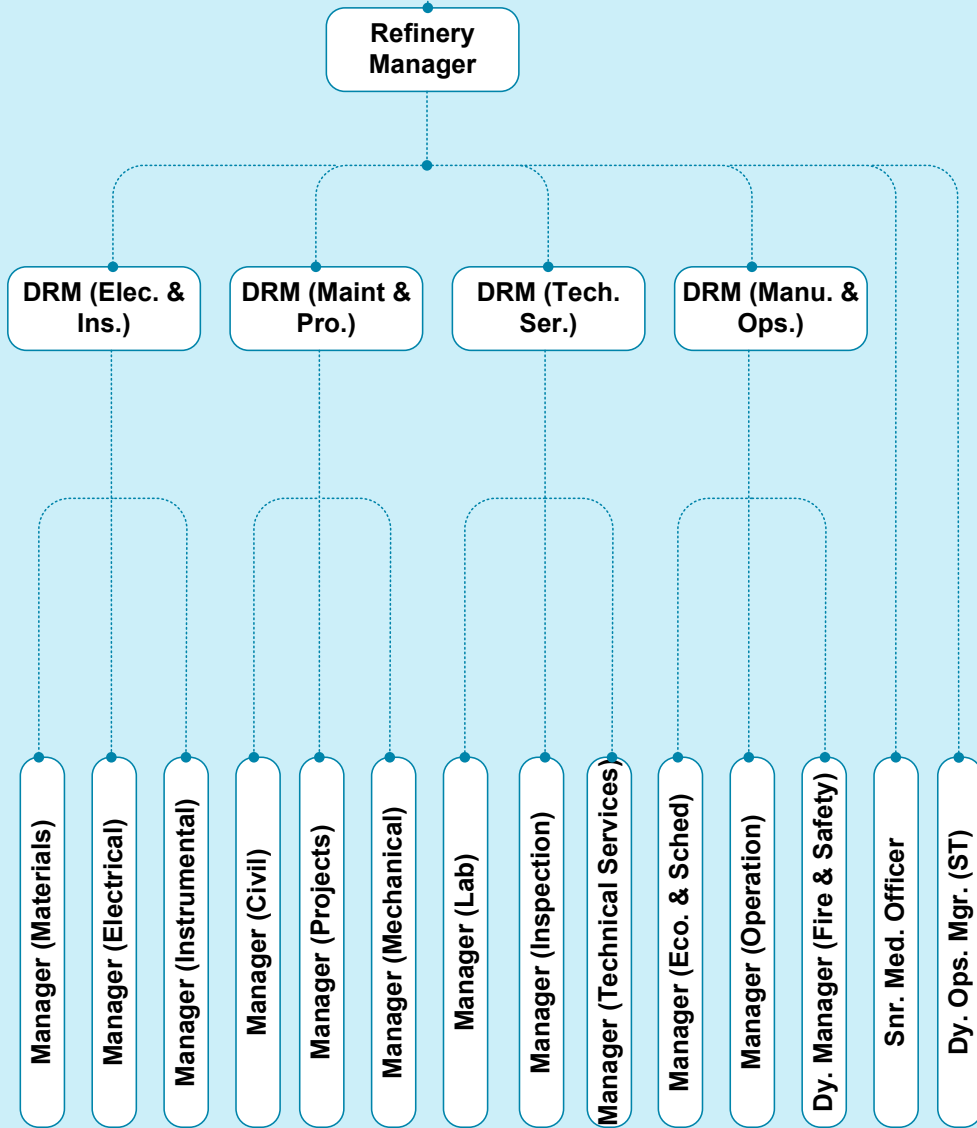 Refinery
Manager
DRM (Elec. &
Ins.)
DRM (Maint &
Pro.)
DRM (Tech.
Ser.)
DRM (Manu. &
Ops.)
Manager (Materials)
Manager (Electrical)
Manager (Instrumental)
Manager (Civil)
Manager (Projects)
Manager (Mechanical)
Manager (Lab)
Manager (Inspection)
Manager (Technical Services)
Manager (Eco. & Sched)
Manager (Operation)
Dy. Manager (Fire & Safety)
Snr. Med. Officer
Dy. Ops. Mgr. (ST)